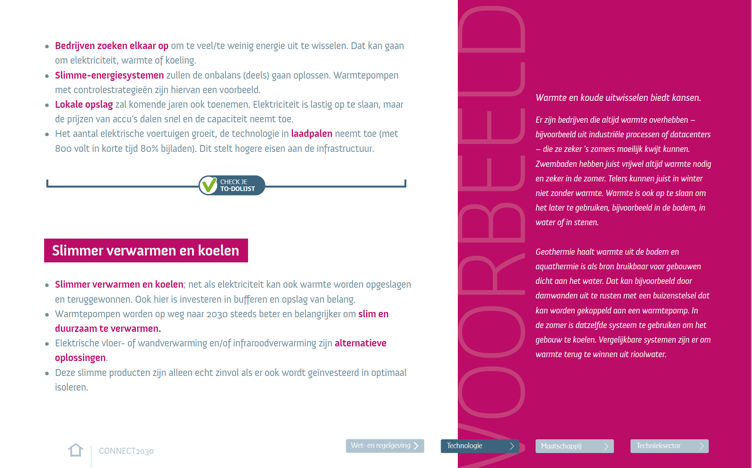 Bedrijven zoeken elkaar op om te veel/te weinig energie uit te wisselen. Dat kan gaan
om elektriciteit, warmte of koeling.
Slimme-energiesystemen zullen de onbalans (deels) gaan oplossen. Warmtepompen
met controlestrategieën zijn hiervan een voorbeeld.
Lokale opslag zal komende jaren ook toenemen. Elektriciteit is lastig op te slaan, maar
de prijzen van accu's dalen snel en de capaciteit neemt toe.
Het aantal elektrische voertuigen groeit, de technologie in laadpalen neemt toe (met
800 volt in korte tijd 80% bijladen). Dit stelt hogere eisen aan de infrastructuur.
CHECK JE
TO-DOLIJST
Slimmer verwarmen en koelen
Slimmer verwarmen en koelen; net als elektriciteit kan ook warmte worden opgeslagen
en teruggewonnen. Ook hier is investeren in bufferen en opslag van belang.
Warmtepompen worden op weg naar 2030 steeds beter en belangrijker om slim en
duurzaam te verwarmen.
Elektrische vloer- of wandverwarming en/of infraroodverwarming zijn alternatieve
oplossingen.
Deze slimme producten zijn alleen echt zinvol als er ook wordt geïnvesteerd in optimaal
isoleren.
VOORBEELD
Warmte en koude uitwisselen biedt kansen.
Er zijn bedrijven die altijd warmte overhebben –
bijvoorbeeld uit industriële processen of datacenters
– die ze zeker 's zomers moeilijk kwijt kunnen.
Zwembaden hebben juist vrijwel altijd warmte nodig
en zeker in de zomer. Telers kunnen juist in winter
niet zonder warmte. Warmte is ook op te slaan om
het later te gebruiken, bijvoorbeeld in de bodem, in
water of in stenen.
Geothermie haalt warmte uit de bodem en
aquathermie is als bron bruikbaar voor gebouwen
dicht aan het water. Dat kan bijvoorbeeld door
damwanden uit te rusten met een buizenstelsel dat
kan worden gekoppeld aan een warmtepomp. In
de zomer is datzelfde systeem te gebruiken om het
gebouw te koelen. Vergelijkbare systemen zijn er om
warmte terug te winnen uit rioolwater.
CONNECT2030
Wet- en regelgeving
Technologie
Maatschappij
Technieksector